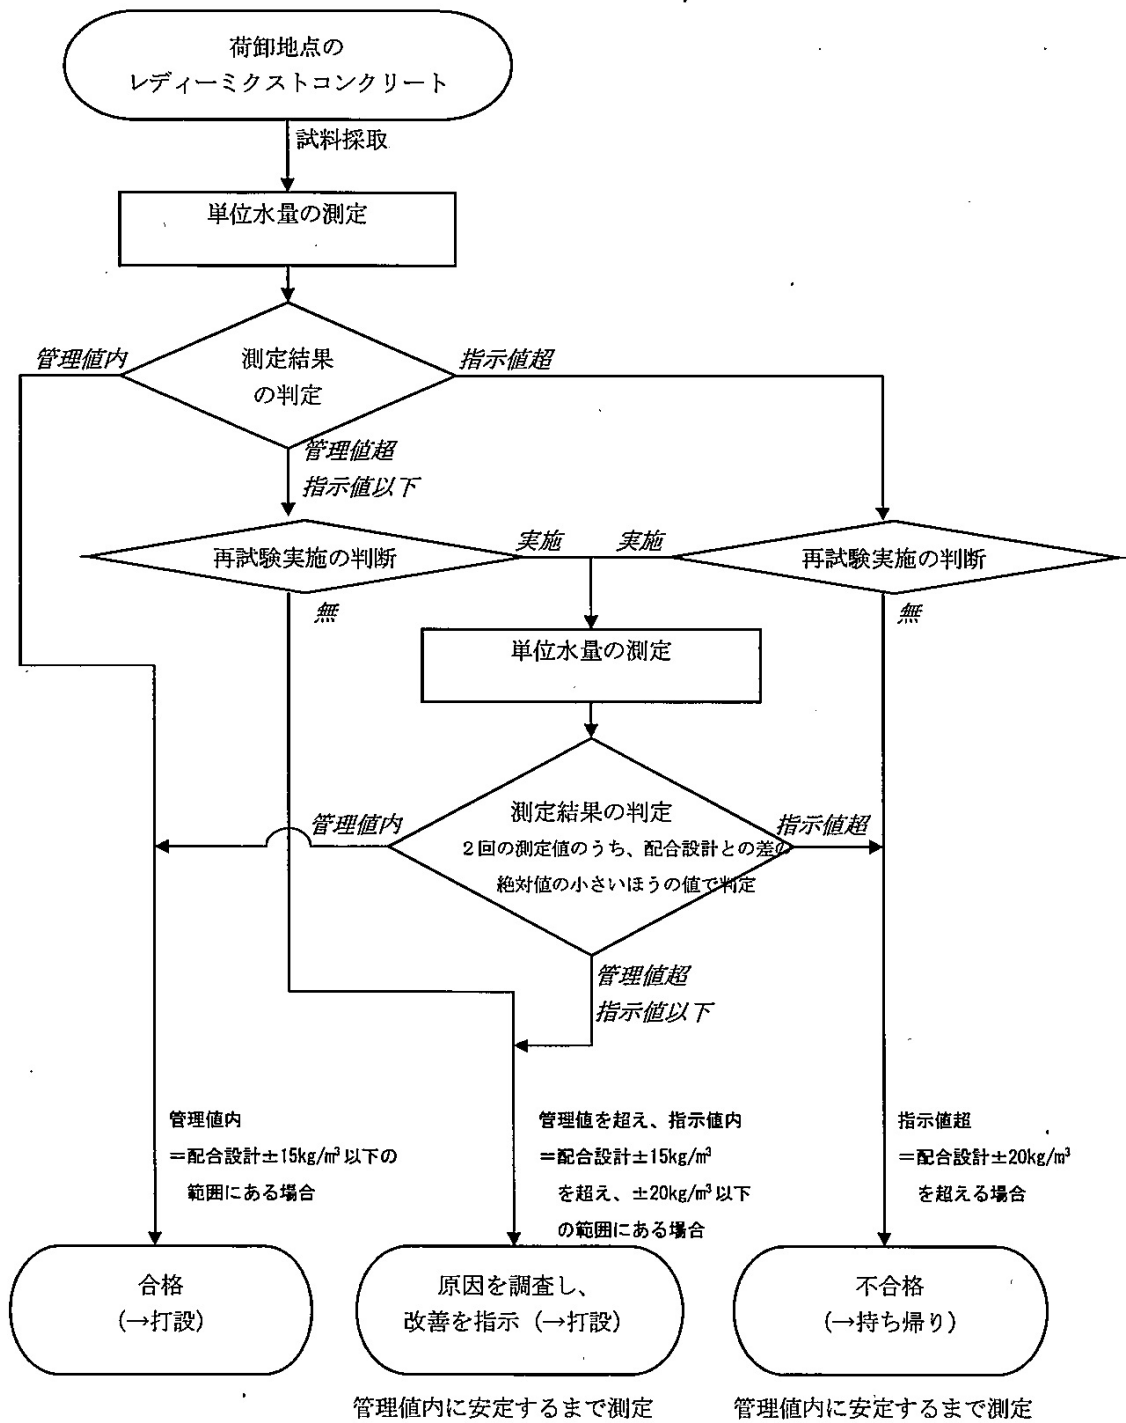 荷卸地点の
レディーミクストコンクリート
試料採取
単位水量の測定
管理値内
測定結果
の判定
指示値超
管理値超
指示値以下
再試験実施の判断
実施
実施
再試験実施の判断
無
無
単位水量の測定
管理値内
測定結果の判定
2回の測定値のうち、配合設計との差の
絶対値の小さいほうの値で判定
指示値超
管理値超
指示値以下
管理値内
=配合設計±15kg/m³以下の
範囲にある場合
管理値を超え、指示値内
=配合設計±15kg/m³
を超え、±20kg/m³以下
の範囲にある場合
指示値超
=配合設計±20kg/m³
を超える場合
合格
(→打設)
原因を調査し、
改善を指示(→打設)
不合格
(→持ち帰り)
管理値内に安定するまで測定
管理値内に安定するまで測定